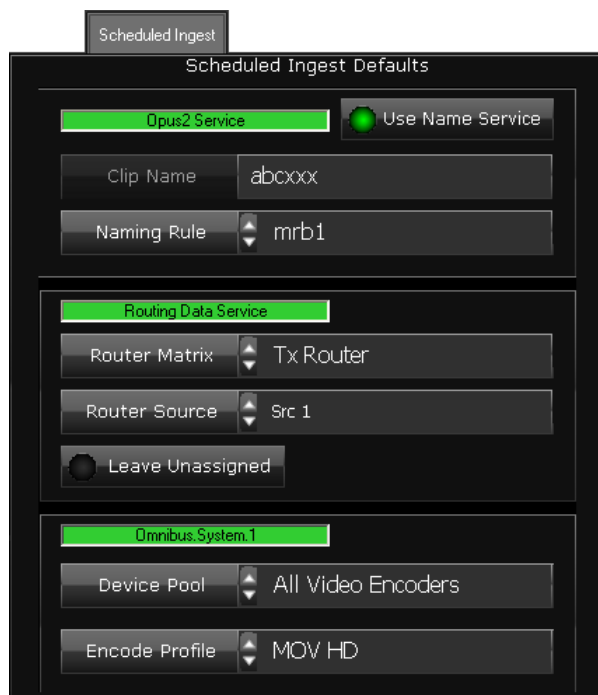 Scheduled Ingest
Scheduled Ingest Defaults
Opus2 Service
Use Name Service
Clip Name abcxxx
Naming Rule mrb1
Routing Data Service
Router Matrix Tx Router
Router Source Src 1
Leave Unassigned
Omnibus.System.1
Device Pool All Video Encoders
Encode Profile MOV HD